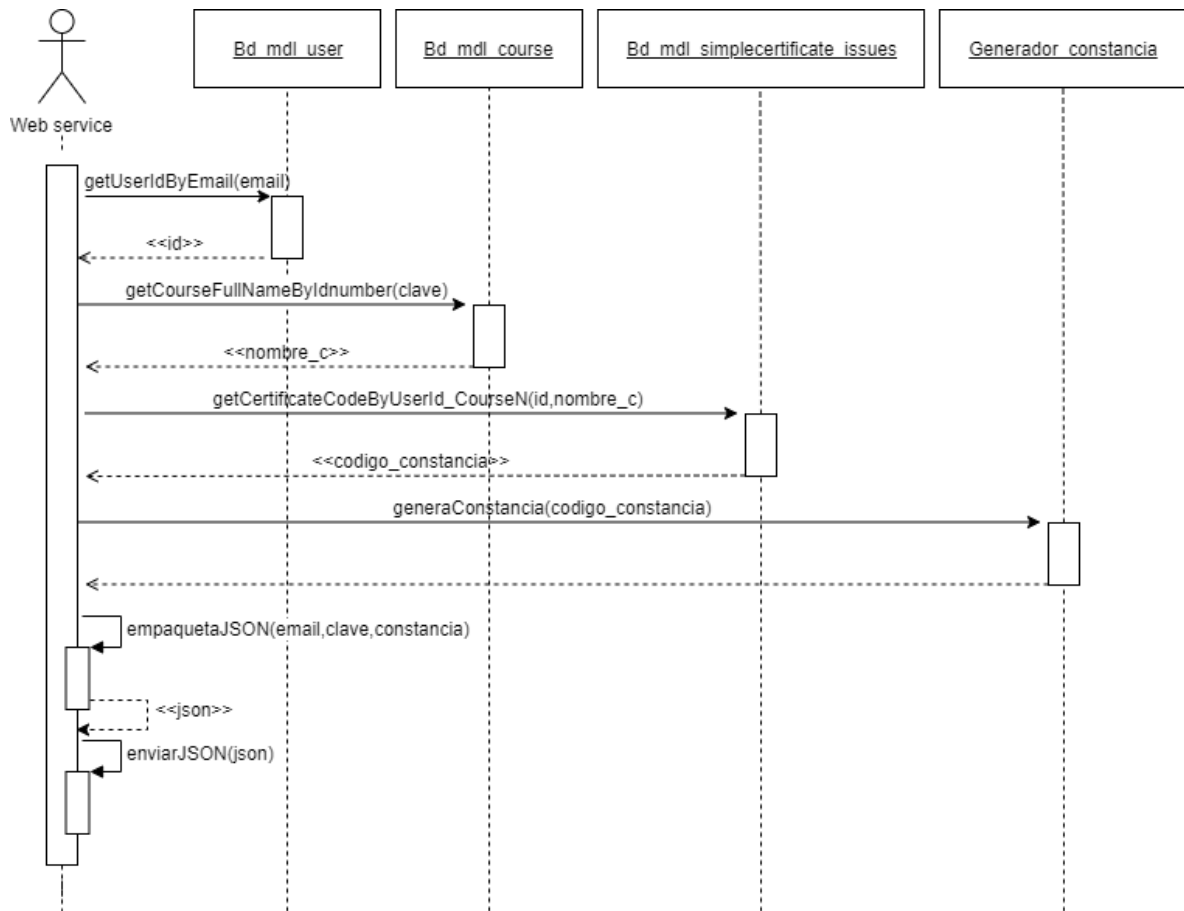 Bd_mdl_user
Bd_mdl_course
Bd_mdl_simplecertificate_issues
Generador_constancia
Web service
getUserIdByEmail(email)
<<id>>
getCourseFullNameByIdnumber(clave)
<<nombre_c>>
getCertificateCodeByUserId_CourseN(id,nombre_c)
<<codigo_constancia>>
generaConstancia(codigo_constancia)
empaquetaJSON(email,clave,constancia)
<<json>>
enviarJSON(json)